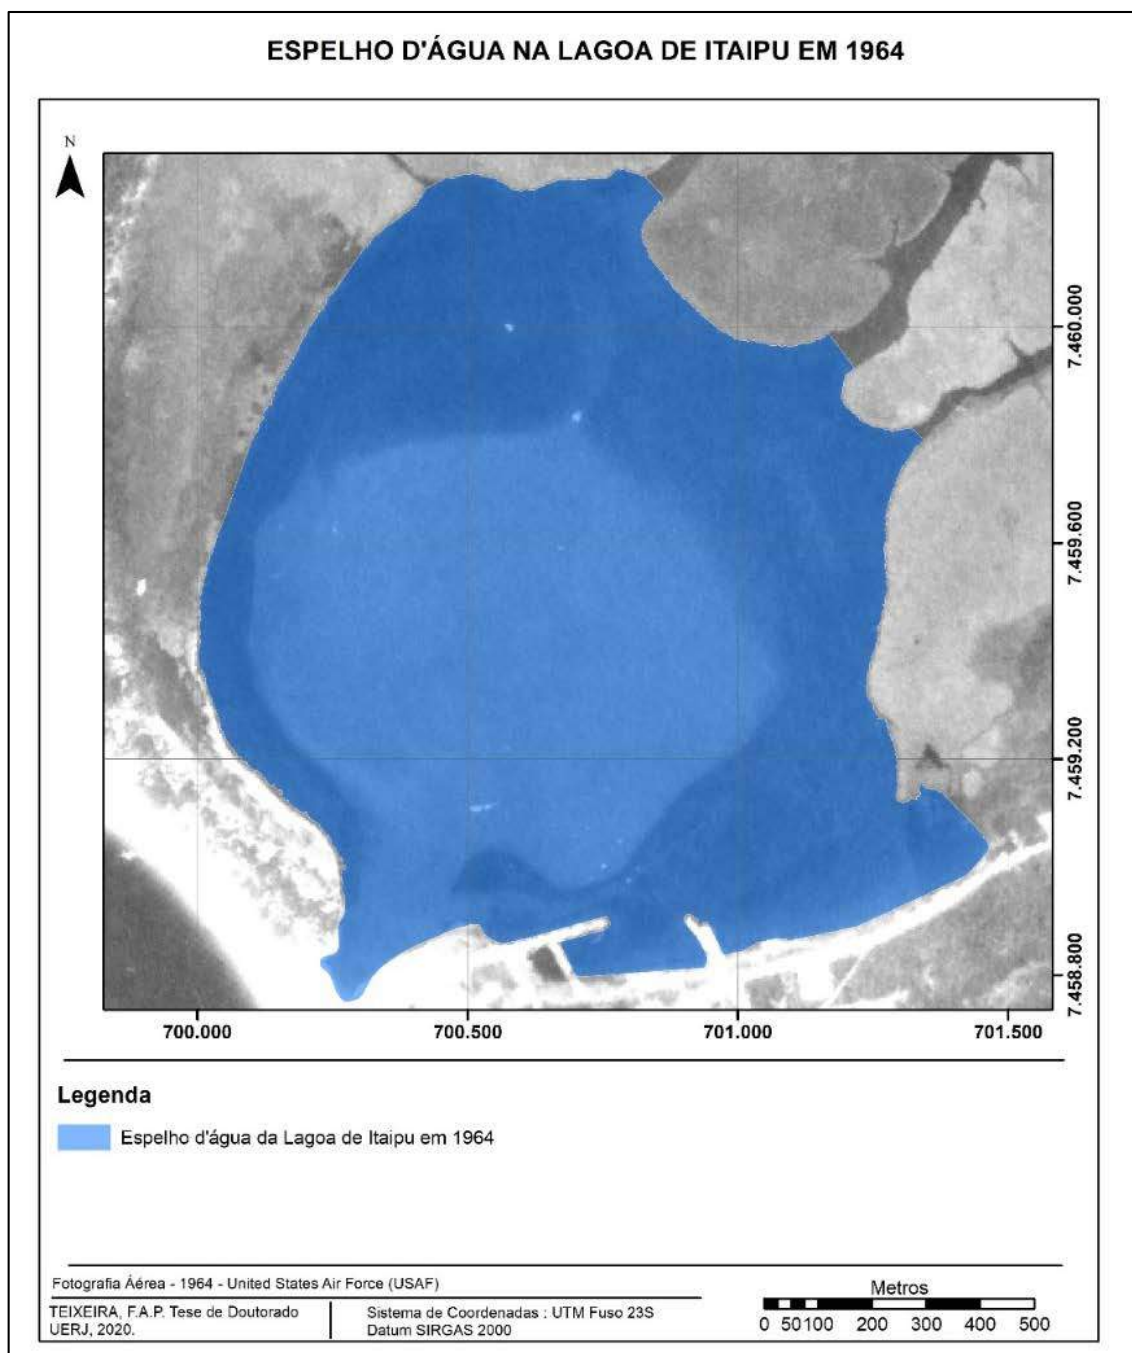 ESPELHO D'ÁGUA NA LAGOA DE ITAIPU EM 1964
N
7.460.000
7.459.600
7.459.200
7.458.800
700.000 700.500 701.000 701.500
Legenda
Espelho d'água da Lagoa de Itaipu em 1964
Fotografia Áérea - 1964 - United States Air Force (USAF)
TEIXEIRA, F.A.P. Tese de Doutorado
UERJ, 2020.
Sistema de Coordenadas : UTM Fuso 23S
Datum SIRGAS 2000
Metros
0 50 100 200 300 400 500